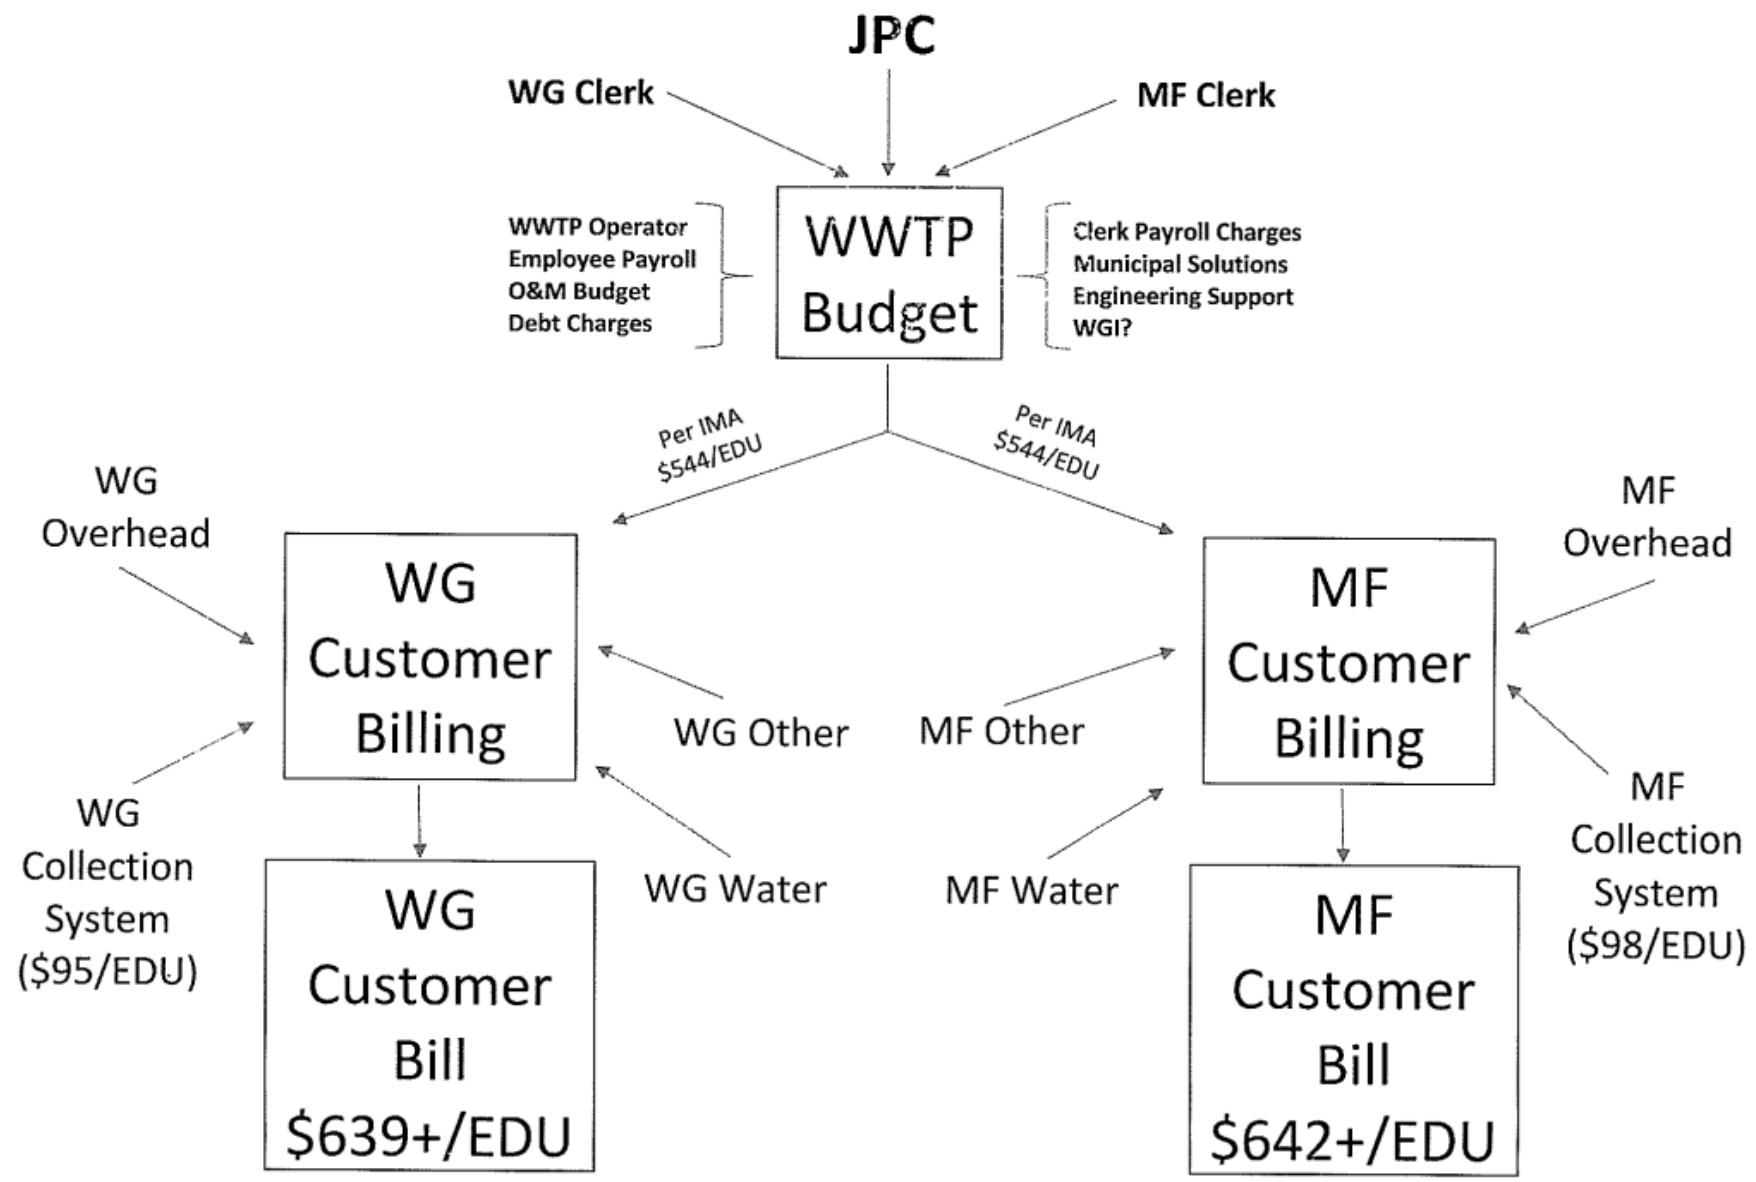 JPC
WG Clerk
MF Clerk
WWTP Operator
Employee Payroll
O&M Budget
Debt Charges
WWTP
Budget
Clerk Payroll Charges
Municipal Solutions
Engineering Support
WGI?
Per IMA
$544/EDU
Per IMA
$544/EDU
WG
Overhead
WG
Customer
Billing
MF
Customer
Billing
MF
Overhead
WG Other
MF Other
WG
Collection
System
($95/EDU)
WG Water
MF Water
MF
Collection
System
($98/EDU)
WG
Customer
Bill
$639+/EDU
MF
Customer
Bill
$642+/EDU